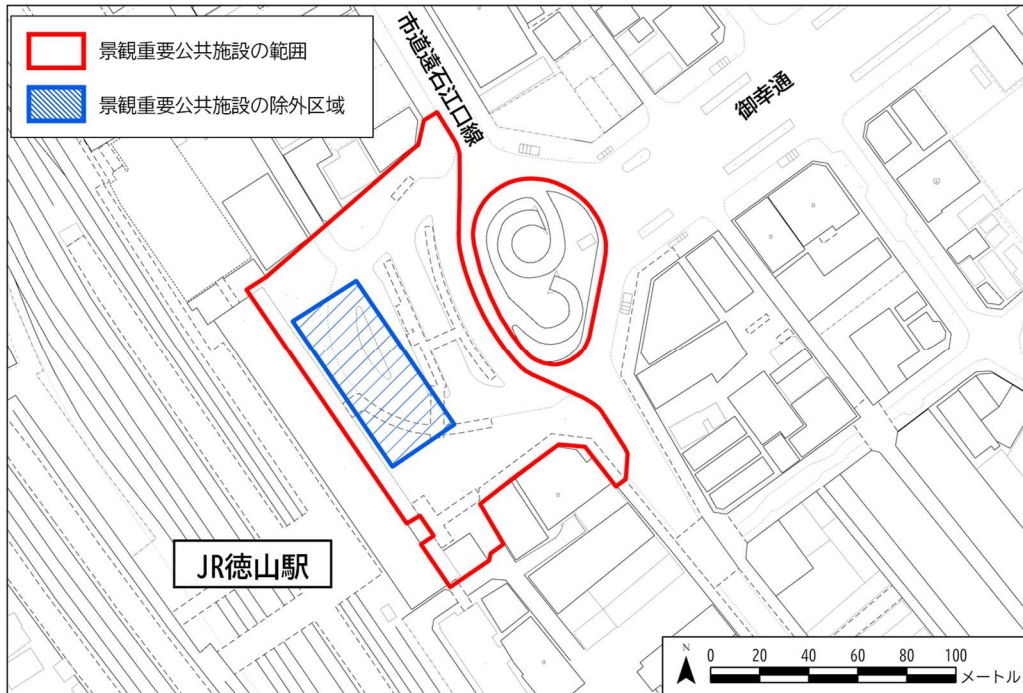 景観重要公共施設の範囲
景観重要公共施設の除外区域
市道遠石江口線
御幸通
JR徳山駅
N
0 20 40 60 80 100
メートル